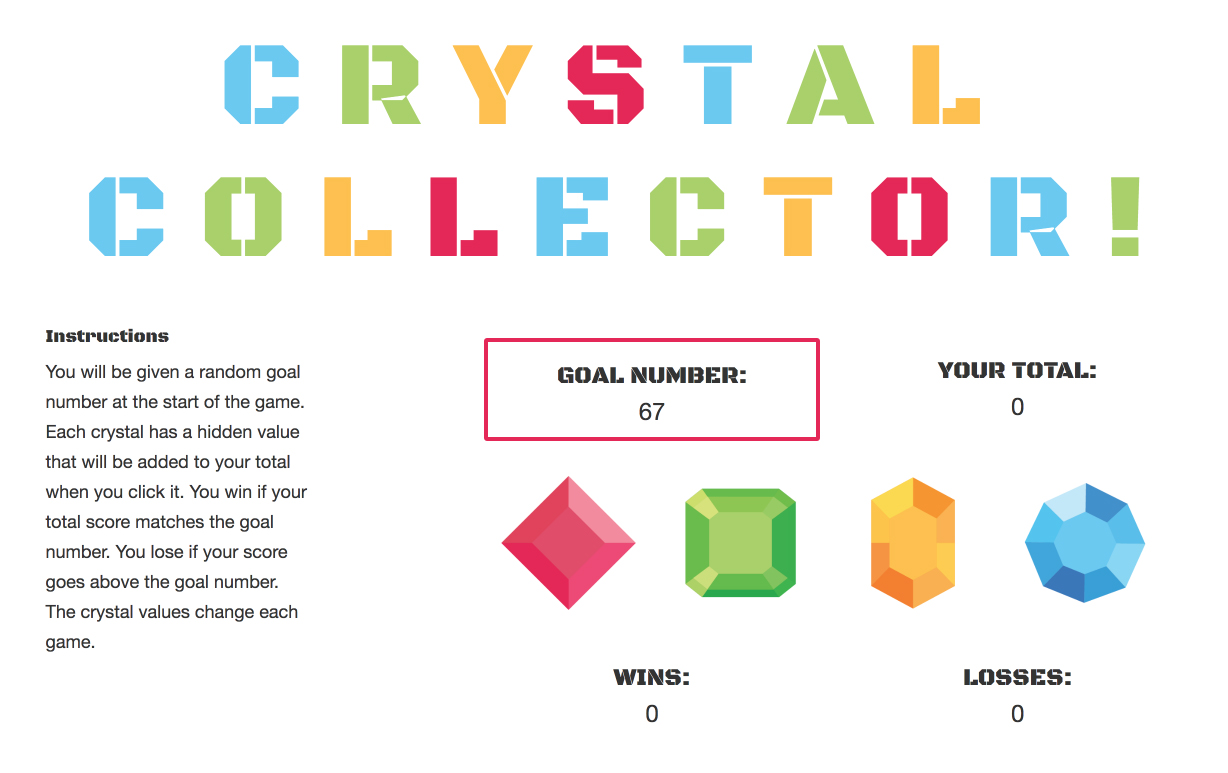 CRYSTAL
COLLECTOR!
Instructions
You will be given a random goal
number at the start of the game.
Each crystal has a hidden value
that will be added to your total
when you click it. You win if your
total score matches the goal
number. You lose if your score
goes above the goal number.
The crystal values change each
game.
GOAL NUMBER:
67
YOUR TOTAL:
0
WINS:
0
LOSSES:
0